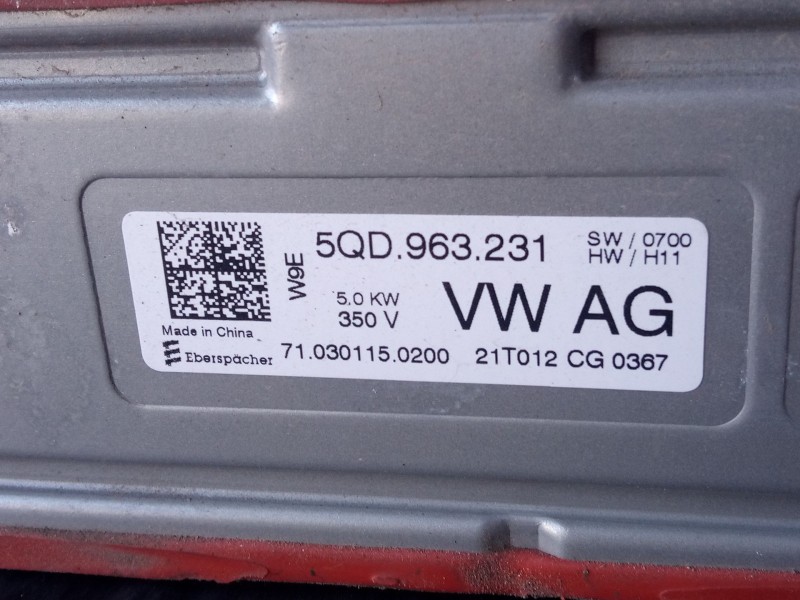 W9E
5QD.963.231
SW / 0700
HW / H11
5.0 KW
350 V
VW AG
Made in China
Eberspächer
71.030115.0200 21T012 CG 0367